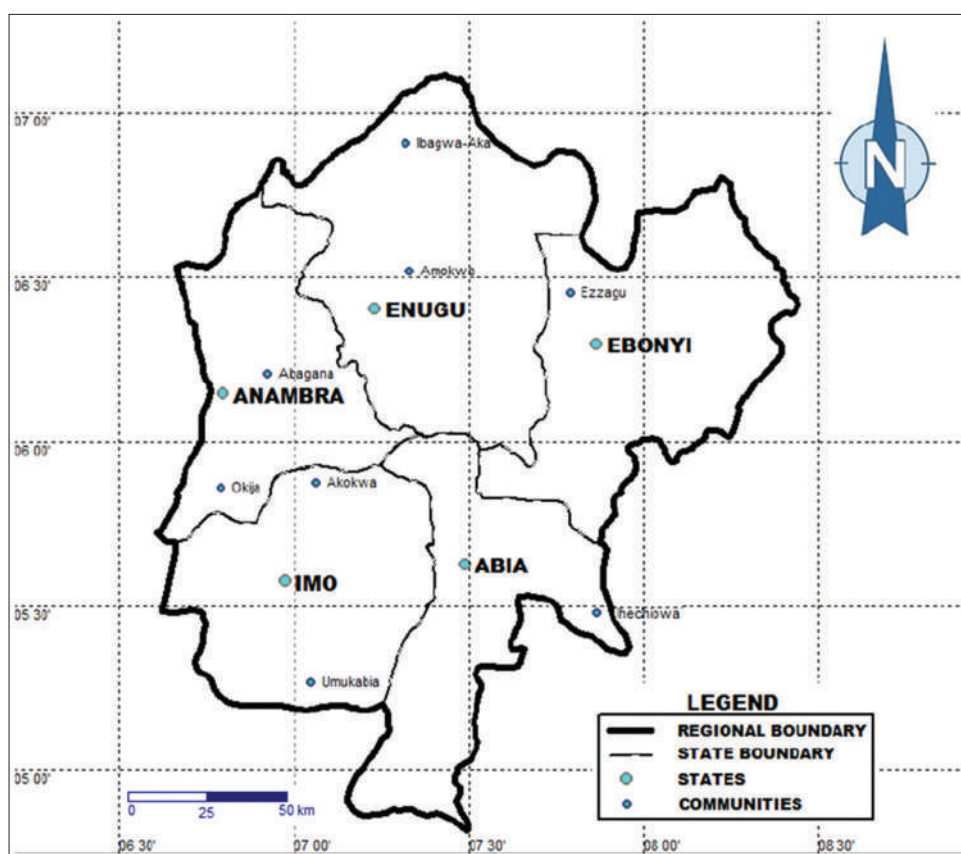 07 00'
Ibagwa-Aka
N
06 30'
Amokwe
Ezzagu
ENUGU
EBONYI
Abagana
ANAMBRA
06 00'
Okija
Akokwa
ABIA
IMO
05 30'
Ihechiowa
Umukabia
LEGEND
REGIONAL BOUNDARY
STATE BOUNDARY
STATES
COMMUNITIES
05 00'
0 25 50 km
06 30' 07 00' 07 30' 08 00' 08 30'